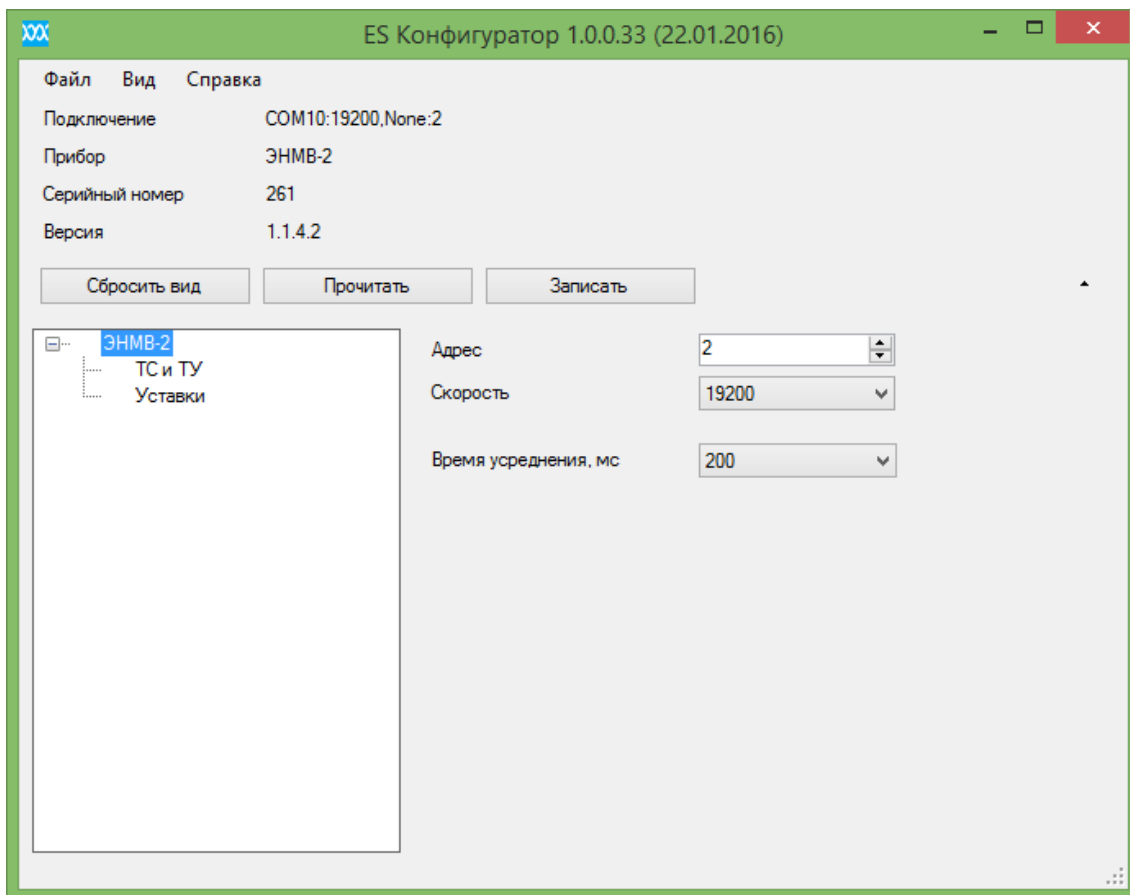 ES Конфигуратор 1.0.0.33 (22.01.2016)
Файл Вид Справка
Подключение COM10:19200,None:2
Прибор ЭНМВ-2
Серийный номер 261
Версия 1.1.4.2
Сбросить вид Прочитать Записать
ЭНМВ-2
ТС и ТУ
Уставки
Адрес 2
Скорость 19200
Время усреднения, мс 200